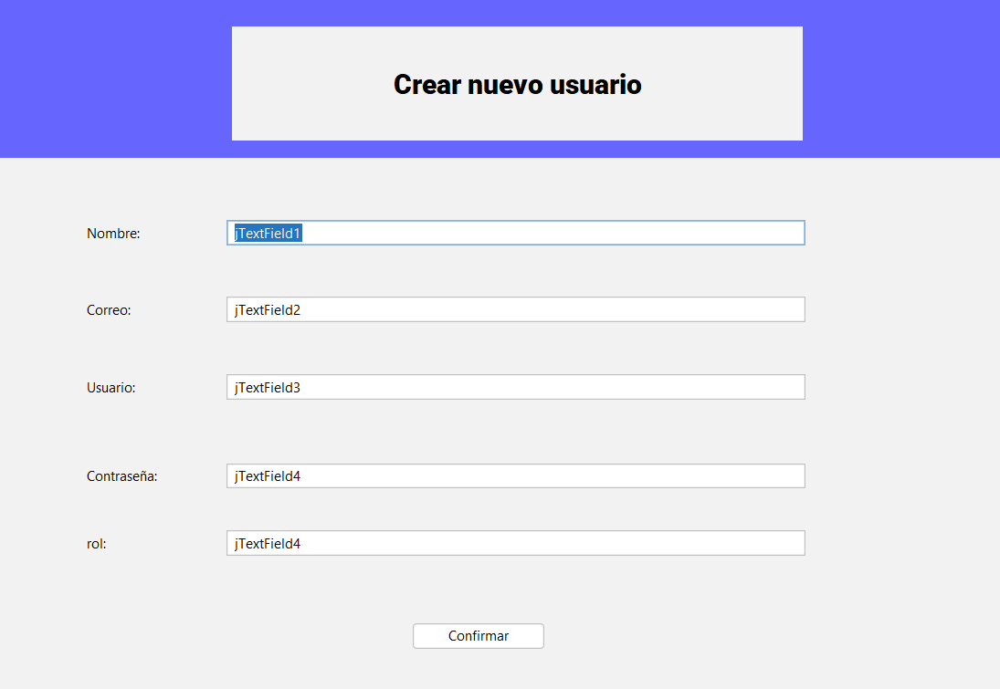 Crear nuevo usuario
Nombre: jTextField1
Correo: jTextField2
Usuario: jTextField3
Contraseña: jTextField4
rol: jTextField4
Confirmar